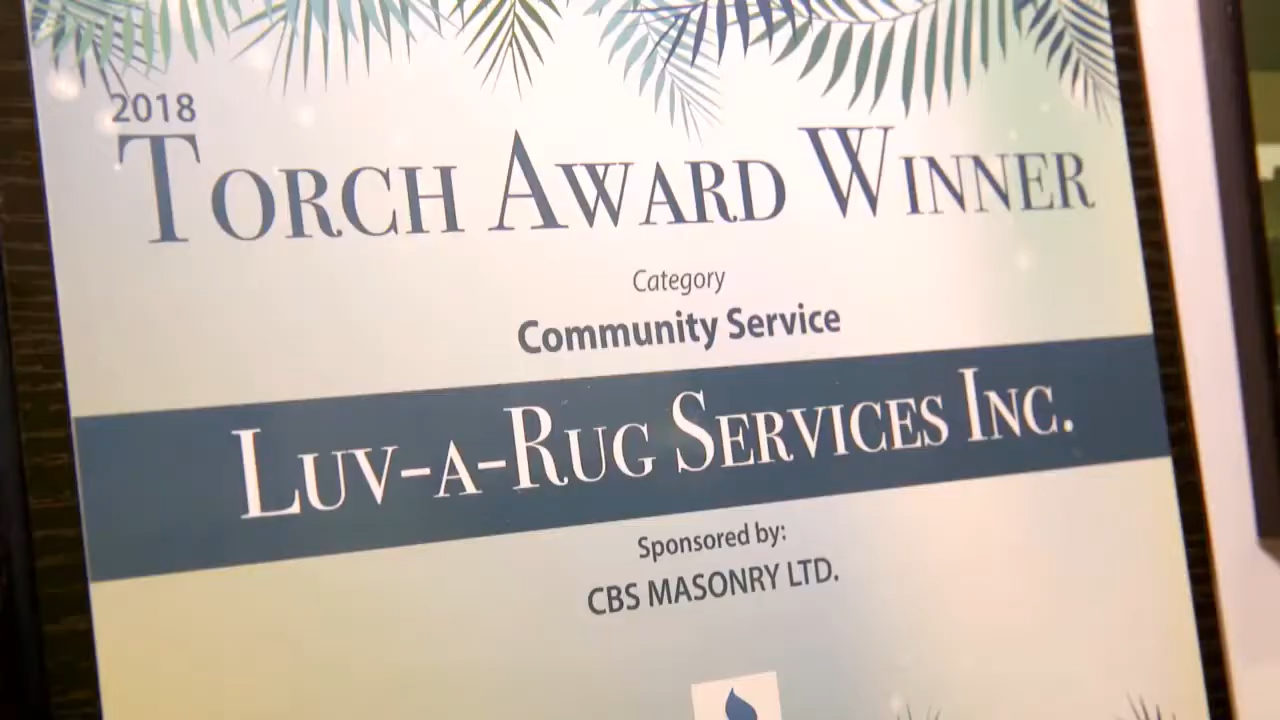 2018
TORCH AWARD WINNER
Category
Community Service
LUV-A-RUG SERVICES INC.
Sponsored by:
CBS MASONRY LTD.